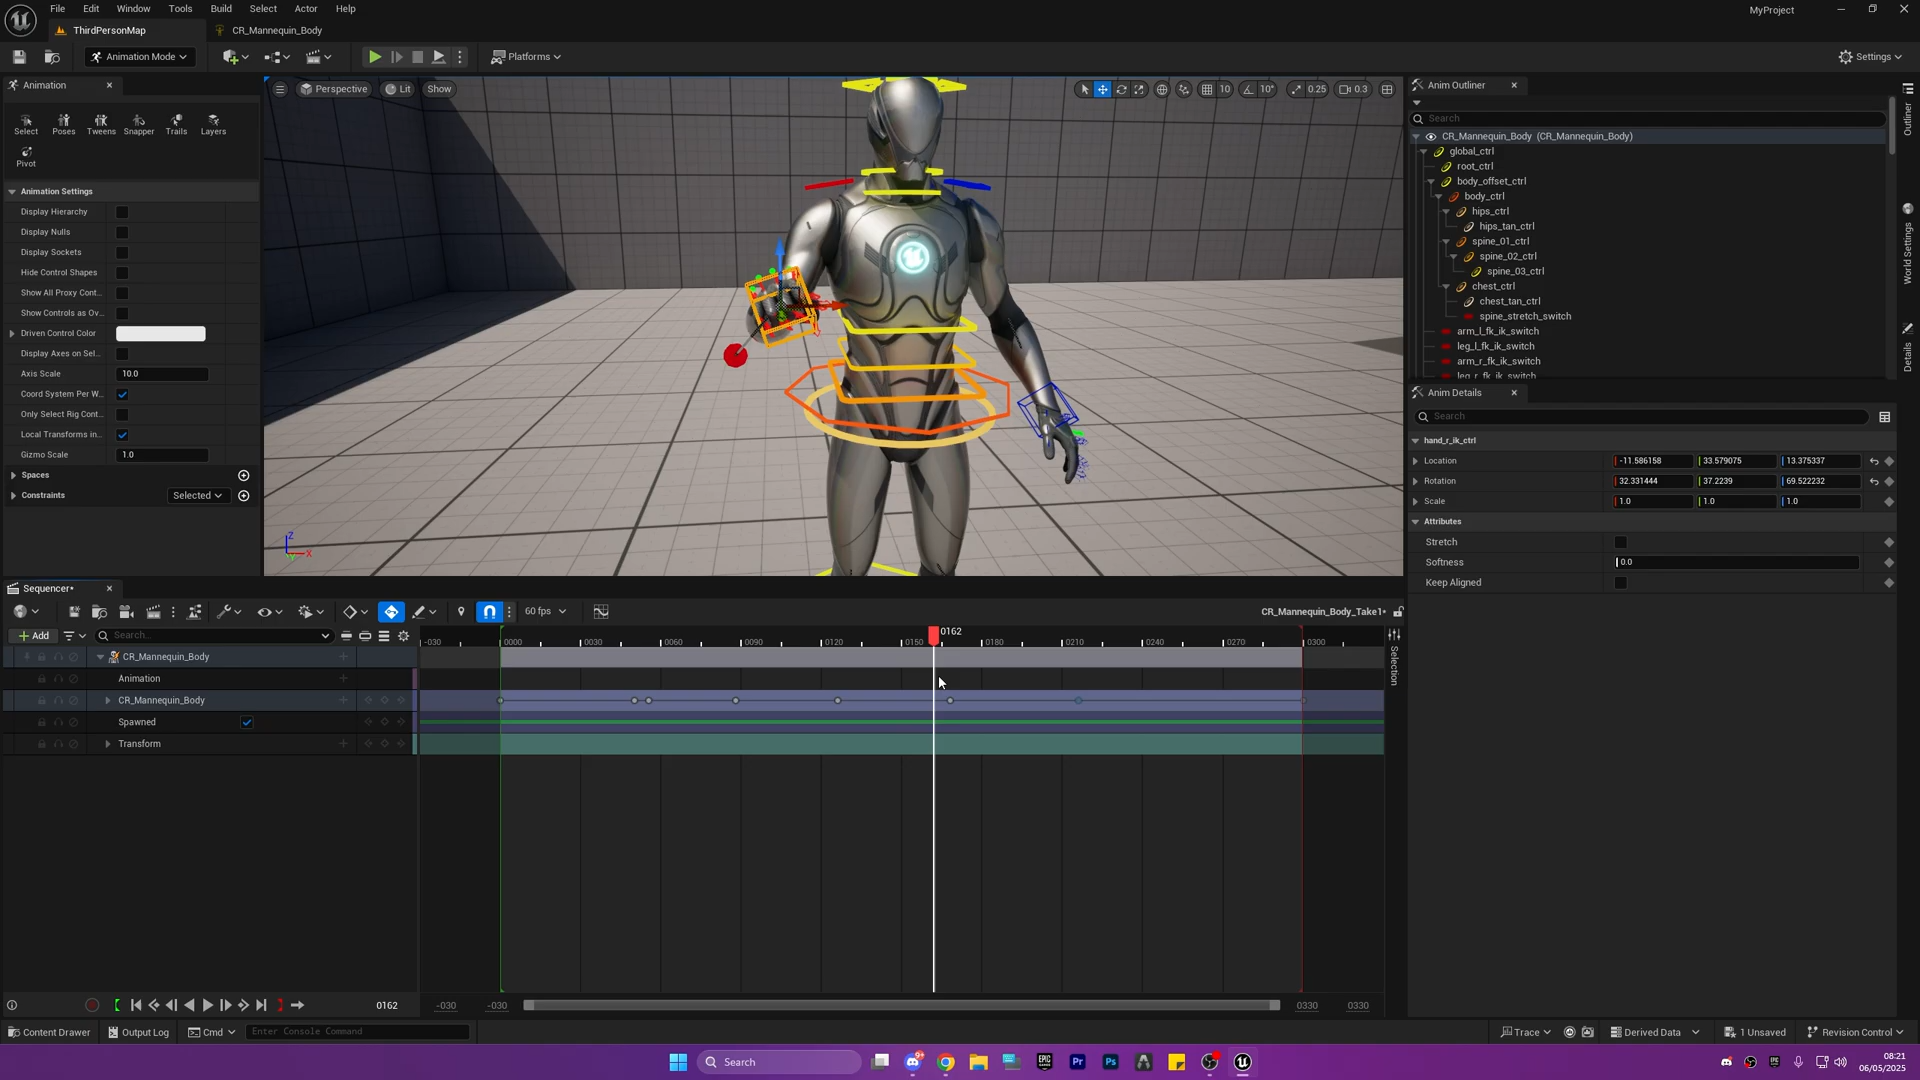 File Edit Window Tools Build Select Actor Help
MyProject
ThirdPersonMap
CR_Mannequin_Body
Animation Mode
Platforms
Settings
Animation
Select Poses Tweens Snapper Trails Layers
Pivot
Animation Settings
Display Hierarchy
Display Nulls
Display Sockets
Hide Control Shapes
Show All Proxy Cont...
Show Controls as Ov...
Driven Control Color
Display Axes on Sel...
Axis Scale 10.0
Coord System Per W...
Only Select Rig Cont...
Local Transforms in...
Gizmo Scale 1.0
Spaces
Constraints Selected
Perspective Lit Show
10 10° 0.25 0.3
Z
X
Anim Outliner
Search
CR_Mannequin_Body (CR_Mannequin_Body)
global_ctrl
root_ctrl
body_offset_ctrl
body_ctrl
hips_ctrl
hips_tan_ctrl
spine_01_ctrl
spine_02_ctrl
spine_03_ctrl
chest_ctrl
chest_tan_ctrl
spine_stretch_switch
arm_l_fk_ik_switch
leg_l_fk_ik_switch
arm_r_fk_ik_switch
leg_r_fk_ik_switch
Outliner
World Settings
Details
Anim Details
Search
hand_r_ik_ctrl
Location -11.586158 33.579075 13.375337
Rotation 32.331444 37.2239 69.522232
Scale 1.0 1.0 1.0
Attributes
Stretch
Softness 0.0
Keep Aligned
Sequencer*
60 fps
CR_Mannequin_Body_Take1*
Add
Search...
-030 0000 0030 0060 0090 0120 0150 0162 0180 0210 0240 0270 0300
Selection
CR_Mannequin_Body
Animation
CR_Mannequin_Body
Spawned
Transform
0162
-030 -030 0330 0330
Content Drawer Output Log Cmd Enter Console Command
Trace Derived Data 1 Unsaved Revision Control
Search
Pr Ps
08:21
06/05/2025